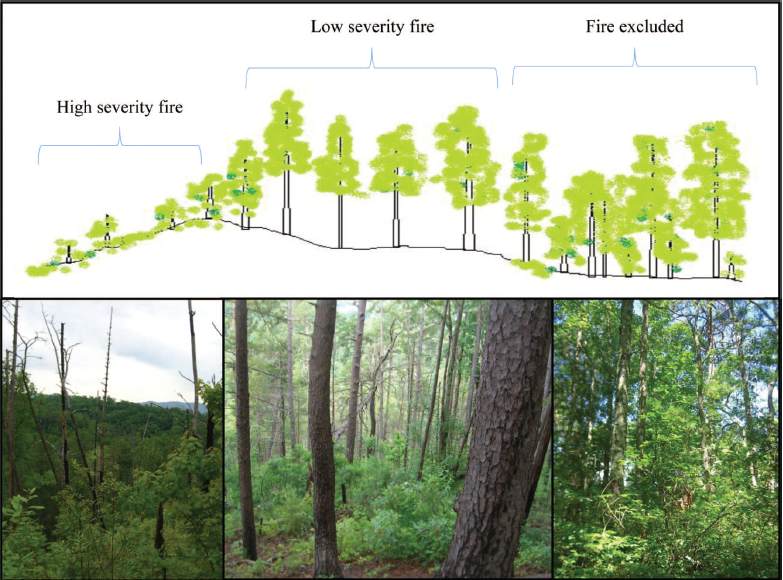 Low severity fire
Fire excluded
High severity fire